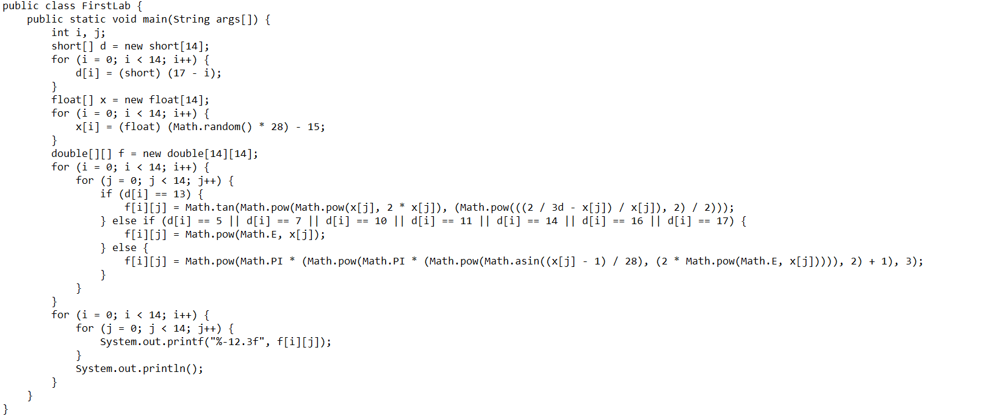 public class FirstLab {
    public static void main(String args[]) {
        int i, j;
        short[] d = new short[14];
        for (i = 0; i < 14; i++) {
            d[i] = (short) (17 - i);
        }
        float[] x = new float[14];
        for (i = 0; i < 14; i++) {
            x[i] = (float) (Math.random() * 28) - 15;
        }
        double[][] f = new double[14][14];
        for (i = 0; i < 14; i++) {
            for (j = 0; j < 14; j++) {
                if (d[i] == 13) {
                    f[i][j] = Math.tan(Math.pow(Math.pow(x[j], 2 * x[j]), (Math.pow(((2 / 3d - x[j]) / x[j]), 2) / 2)));
                } else if (d[i] == 5 || d[i] == 7 || d[i] == 10 || d[i] == 11 || d[i] == 14 || d[i] == 16 || d[i] == 17) {
                    f[i][j] = Math.pow(Math.E, x[j]);
                } else {
                    f[i][j] = Math.pow(Math.PI * (Math.pow(Math.PI * (Math.pow(Math.asin((x[j] - 1) / 28), (2 * Math.pow(Math.E, x[j])))), 2) + 1), 3);
                }
            }
        }
        for (i = 0; i < 14; i++) {
            for (j = 0; j < 14; j++) {
                System.out.printf("%-12.3f", f[i][j]);
            }
            System.out.println();
        }
    }
}